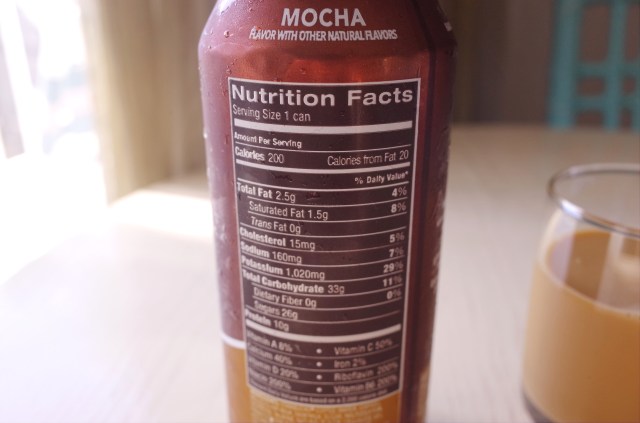 MOCHA
FLAVOR WITH OTHER NATURAL FLAVORS
Nutrition Facts
Serving Size 1 can
Amount Per Serving
Calories 200 Calories from Fat 20
% Daily Value*
Total Fat 2.5g 4%
Saturated Fat 1.5g 8%
Trans Fat 0g
Cholesterol 15mg 5%
Sodium 160mg 7%
Potassium 1,020mg 29%
Total Carbohydrate 33g 11%
Dietary Fiber 0g 0%
Sugars 26g
Protein 10g
Vitamin A 8% • Vitamin C 50%
Calcium 40% • Iron 2%
Vitamin D 20% • Riboflavin 200%
200% • Vitamin B6 200%